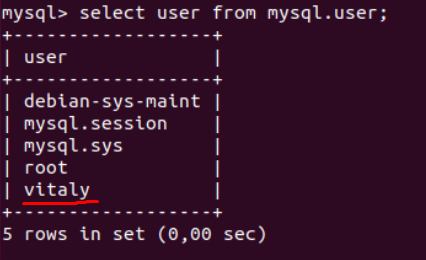 mysql> select user from mysql.user;
+------------------+
| user             |
+------------------+
| debian-sys-maint |
| mysql.session    |
| mysql.sys        |
| root             |
| vitaly           |
+------------------+
5 rows in set (0,00 sec)